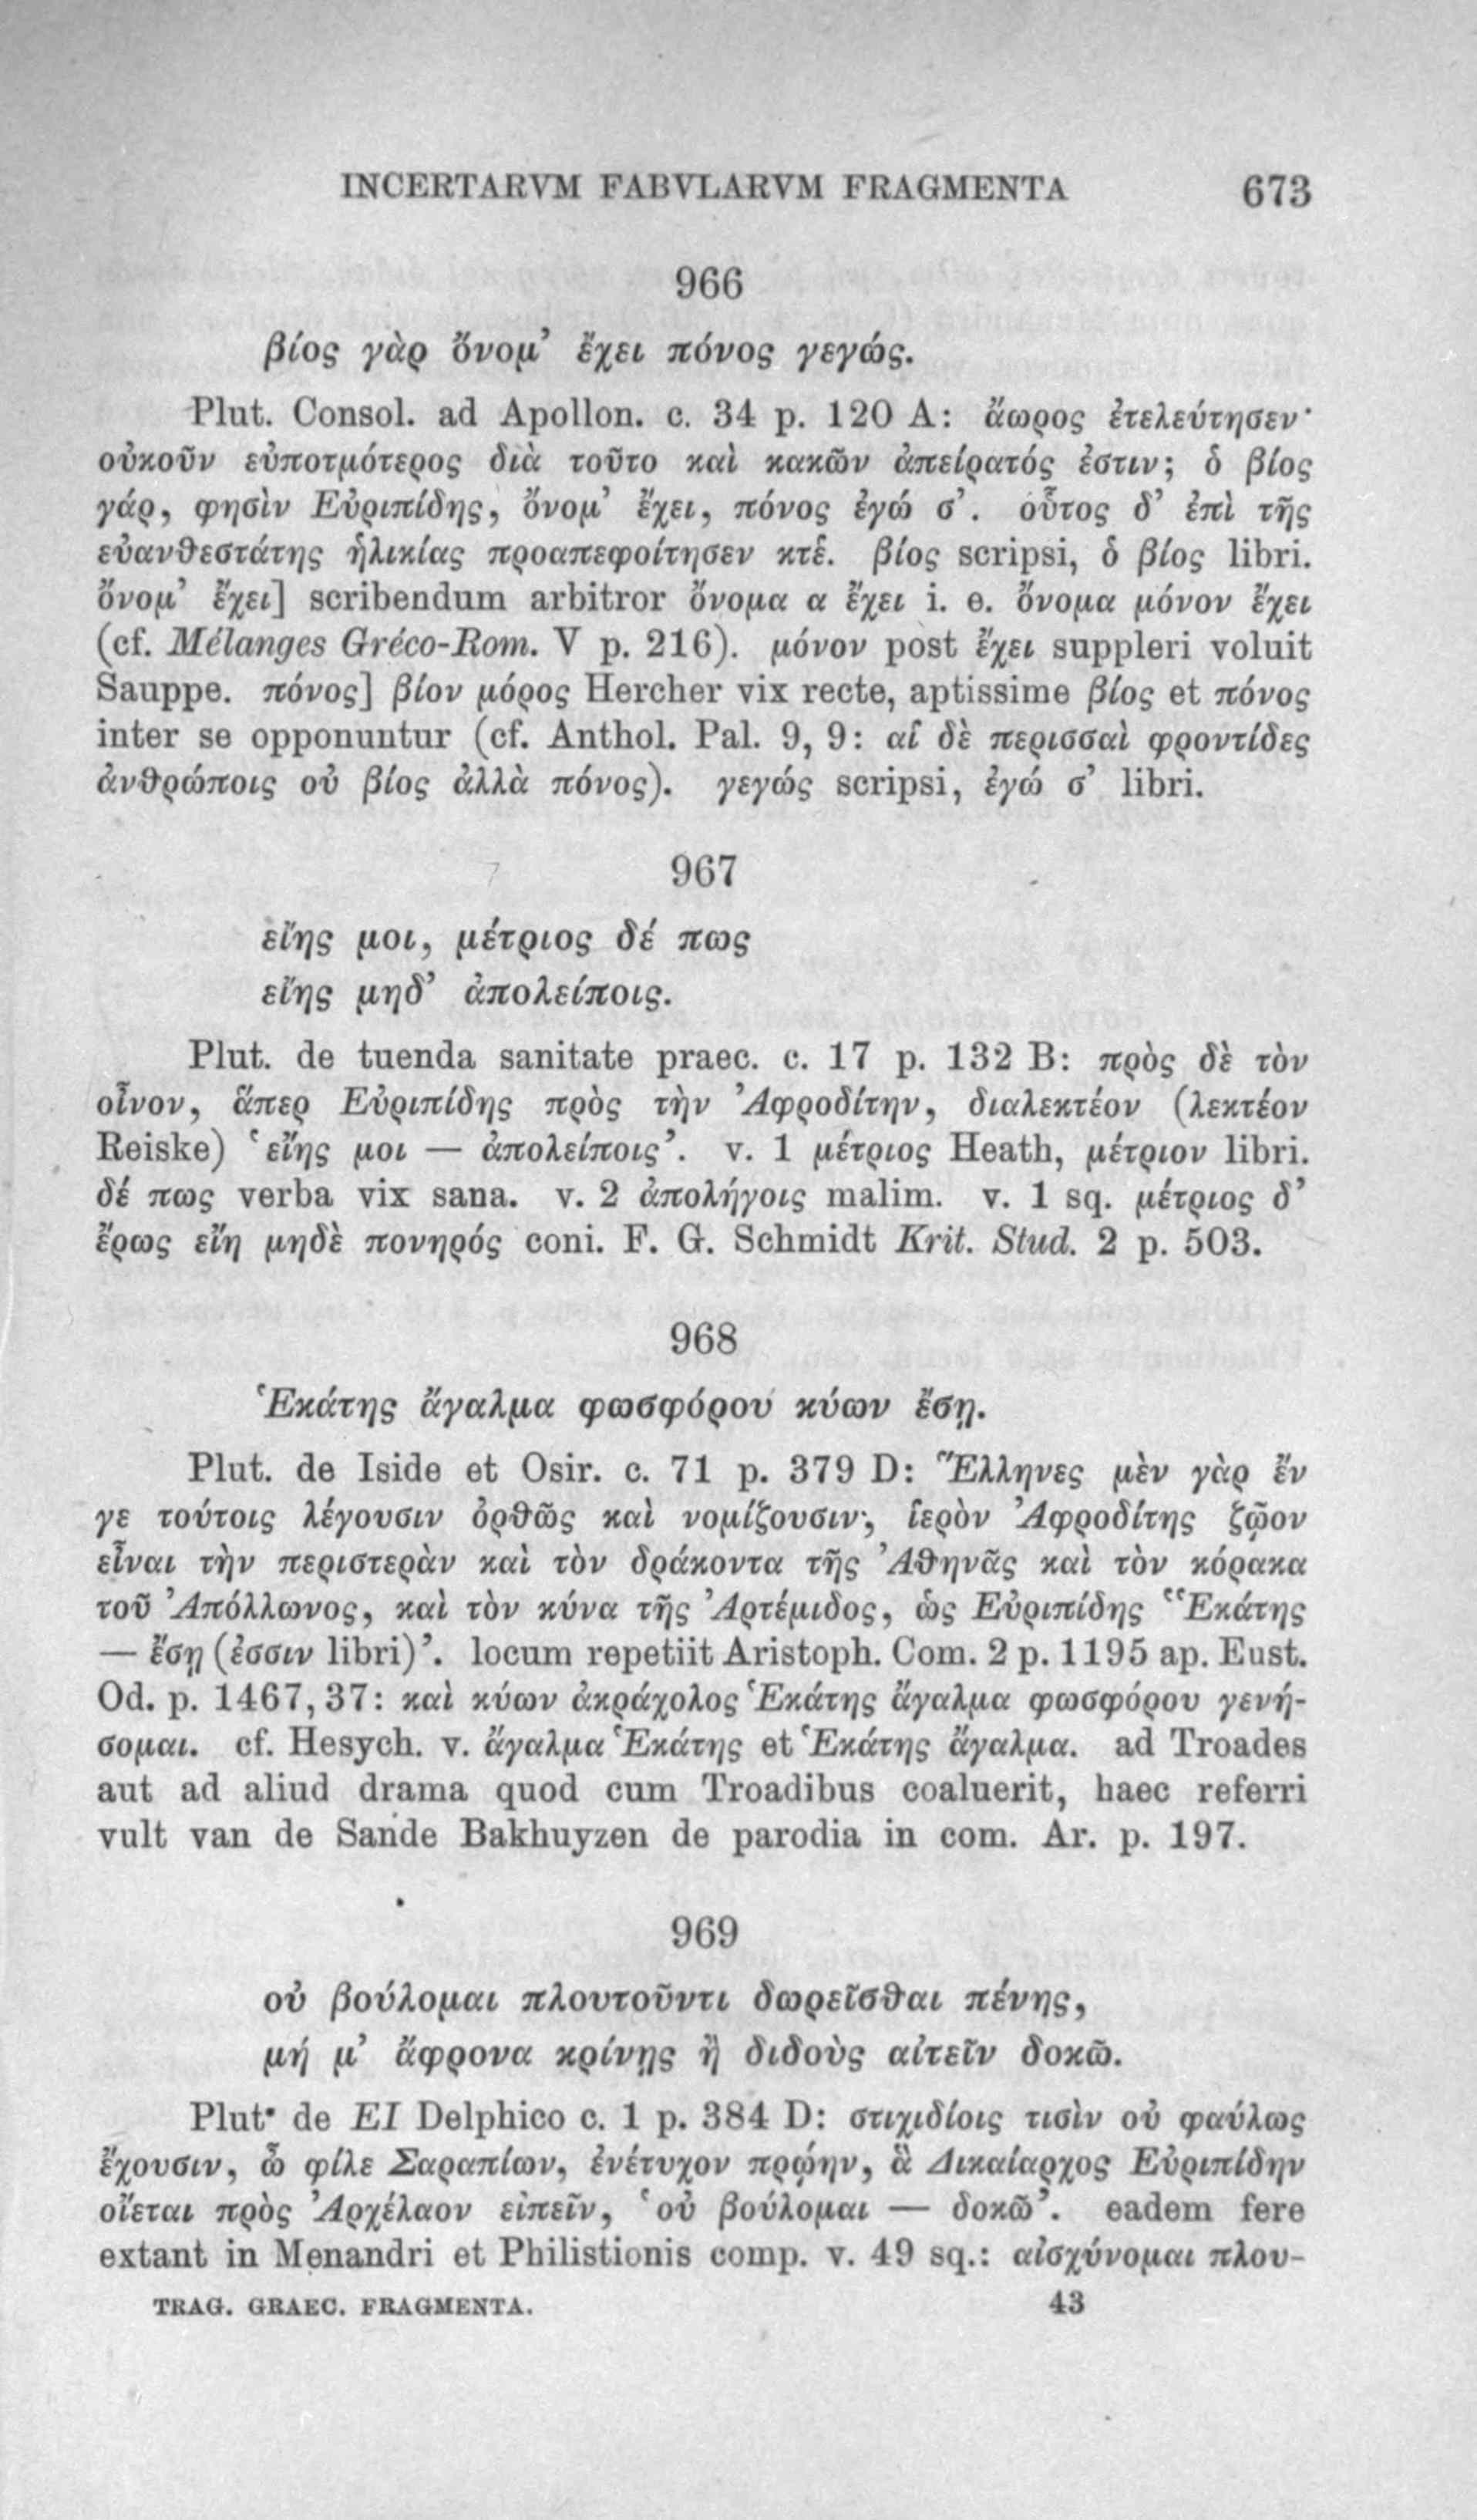 INCERTARVM FABVLARVM FRAGMENTA 673
966
βίος γὰρ ὄνομ’ ἔχει πόνος γεγώς.
Plut. Consol. ad Apollon. c. 34 p. 120 A: ἄωρος ἐτελεύτησεν·
οὐκοῦν εὐποτμότερος διὰ τοῦτο καὶ κακῶν ἀπείρατός ἐστιν; ὁ βίος
γάρ, φησὶν Εὐριπίδης, ὄνομ’ ἔχει, πόνος ἐγώ σ’. οὗτος δ’ ἐπὶ τῆς
εὐανθεστάτης ἡλικίας προαπεφοίτησεν κτἑ. βίος scripsi, ὁ βίος libri.
ὄνομ’ ἔχει] scribendum arbitror ὄνομα α ἔχει i. e. ὄνομα μόνον ἔχει
(cf. Mélanges Gréco-Rom. V p. 216). μόνον post ἔχει suppleri voluit
Sauppe. πόνος] βίον μόρος Hercher vix recte, aptissime βίος et πόνος
inter se opponuntur (cf. Anthol. Pal. 9, 9: αἱ δὲ περισσαὶ φροντίδες
ἀνθρώποις οὐ βίος ἀλλὰ πόνος). γεγώς scripsi, ἐγώ σ’ libri.
967
εἴης μοι, μέτριος δέ πως
εἴης μηδ’ ἀπολείποις.
Plut. de tuenda sanitate praec. c. 17 p. 132 B: πρὸς δὲ τὸν
οἶνον, ἅπερ Εὐριπίδης πρὸς τὴν Ἀφροδίτην, διαλεκτέον (λεκτέον
Reiske) ‘εἴης μοι — ἀπολείποις’. v. 1 μέτριος Heath, μέτριον libri.
δέ πως verba vix sana. v. 2 ἀπολήγοις malim. v. 1 sq. μέτριος δ’
ἔρως εἴη μηδὲ πονηρός coni. F. G. Schmidt Krit. Stud. 2 p. 503.
968
Ἑκάτης ἄγαλμα φωσφόρου κύων ἔσῃ.
Plut. de Iside et Osir. c. 71 p. 379 D: Ἕλληνες μὲν γὰρ ἔν
γε τούτοις λέγουσιν ὀρθῶς καὶ νομίζουσιν, ἱερὸν Ἀφροδίτης ζῷον
εἶναι τὴν περιστερὰν καὶ τὸν δράκοντα τῆς Ἀθηνᾶς καὶ τὸν κόρακα
τοῦ Ἀπόλλωνος, καὶ τὸν κύνα τῆς Ἀρτέμιδος, ὡς Εὐριπίδης ‘Ἑκάτης
— ἔσῃ (ἐσσιν libri)’. locum repetiit Aristoph. Com. 2 p. 1195 ap. Eust.
Od. p. 1467, 37: καὶ κύων ἀκράχολος Ἑκάτης ἄγαλμα φωσφόρου γενή-
σομαι. cf. Hesych. v. ἄγαλμα Ἑκάτης et Ἑκάτης ἄγαλμα. ad Troades
aut ad aliud drama quod cum Troadibus coaluerit, haec referri
vult van de Sande Bakhuyzen de parodia in com. Ar. p. 197.
969
οὐ βούλομαι πλουτοῦντι δωρεῖσθαι πένης,
μή μ’ ἄφρονα κρίνῃς ἢ διδοὺς αἰτεῖν δοκῶ.
Plut· de EI Delphico c. 1 p. 384 D: στιχιδίοις τισὶν οὐ φαύλως
ἔχουσιν, ὦ φίλε Σαραπίων, ἐνέτυχον πρῴην, ἃ Δικαίαρχος Εὐριπίδην
οἴεται πρὸς Ἀρχέλαον εἰπεῖν, ‘οὐ βούλομαι — δοκῶ’. eadem fere
extant in Menandri et Philistionis comp. v. 49 sq.: αἰσχύνομαι πλου-
TRAG. GRAEC. FRAGMENTA. 43